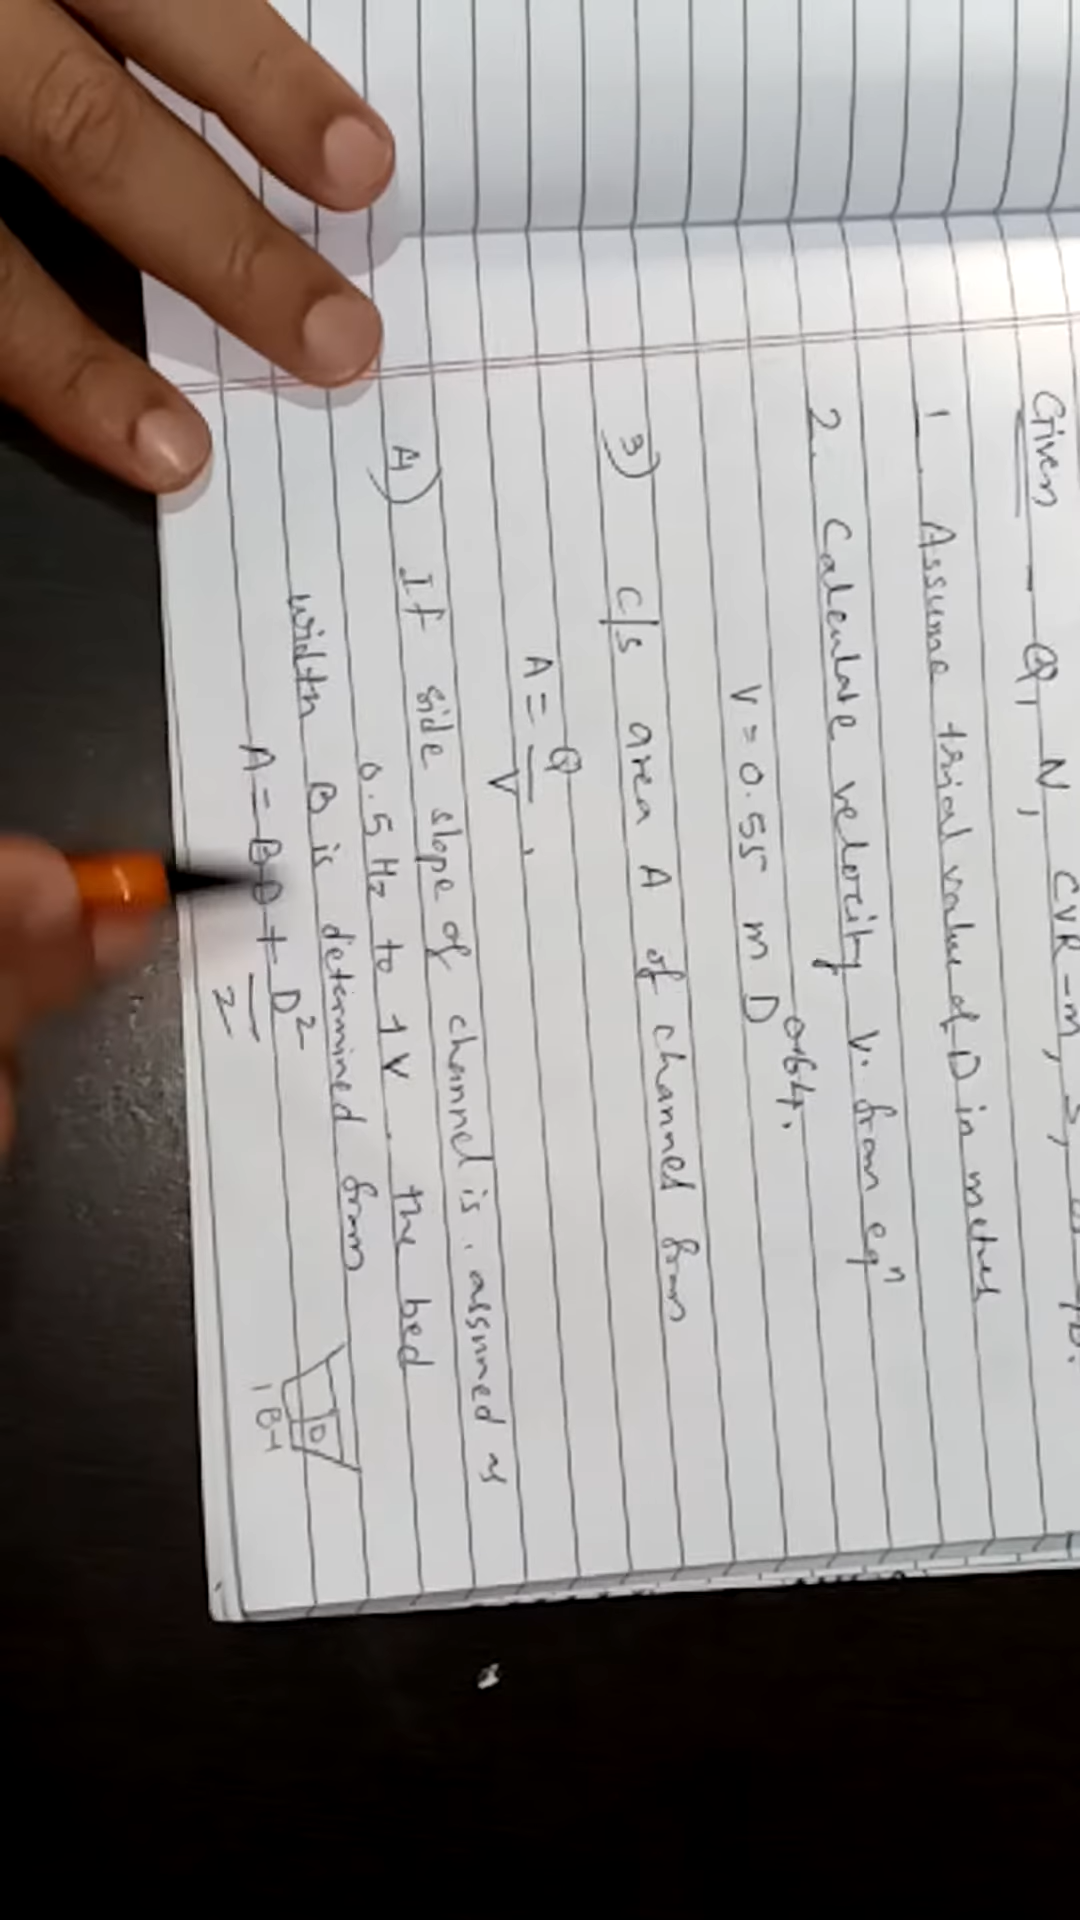 Given - Q, N, CVR-m, S,
1 Assume trial value of D in metres
2. Calculate velocity V. from eqn
V = 0.55 m D^0.64.
3) c/s area A of channel from
A = Q/V,
4) If side slope of channel is. assumed as
0.5 Hz to 1 V. the bed
width B is determined from
A = BD + D²/2
D
B